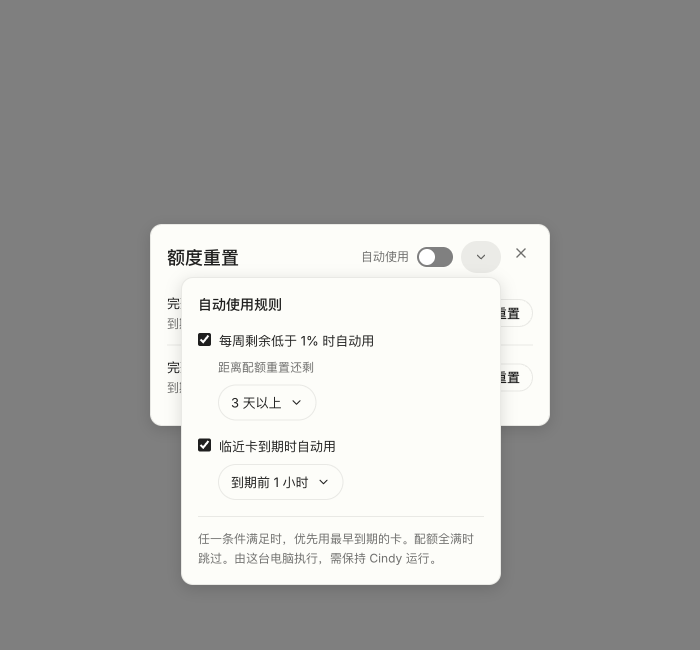 额度重置
自动使用
完
到
重置
自动使用规则
每周剩余低于 1% 时自动用
距离配额重置还剩
3 天以上
完
到
重置
临近卡到期时自动用
到期前 1 小时
任一条件满足时，优先用最早到期的卡。配额全满时
跳过。由这台电脑执行，需保持 Cindy 运行。